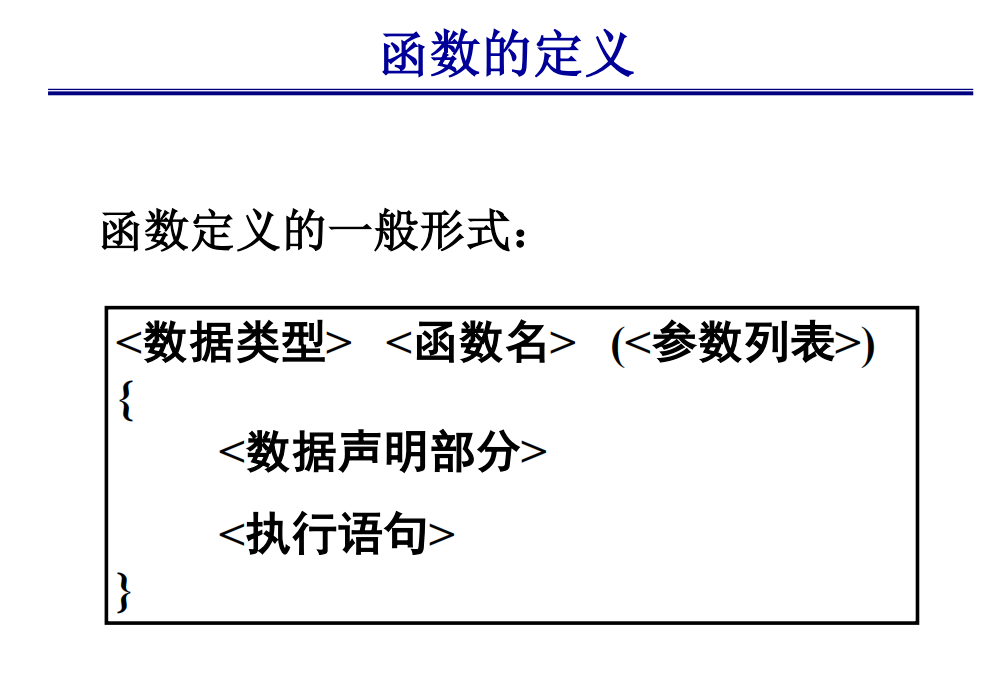 函数的定义
函数定义的一般形式：
<数据类型> <函数名> (<参数列表>)
{
<数据声明部分>
<执行语句>
}